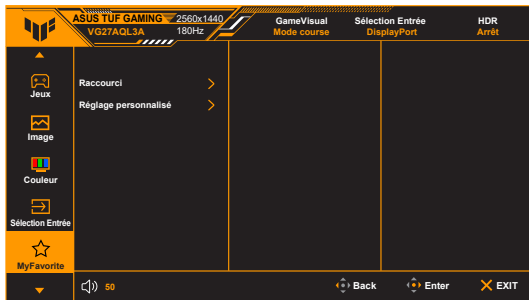 ASUS TUF GAMING 2560x1440
VG27AQL3A 180Hz
GameVisual
Mode course
Sélection Entrée
DisplayPort
HDR
Arrêt
Jeux
Image
Couleur
Sélection Entrée
MyFavorite
Raccourci
Réglage personnalisé
50
Back
Enter
EXIT